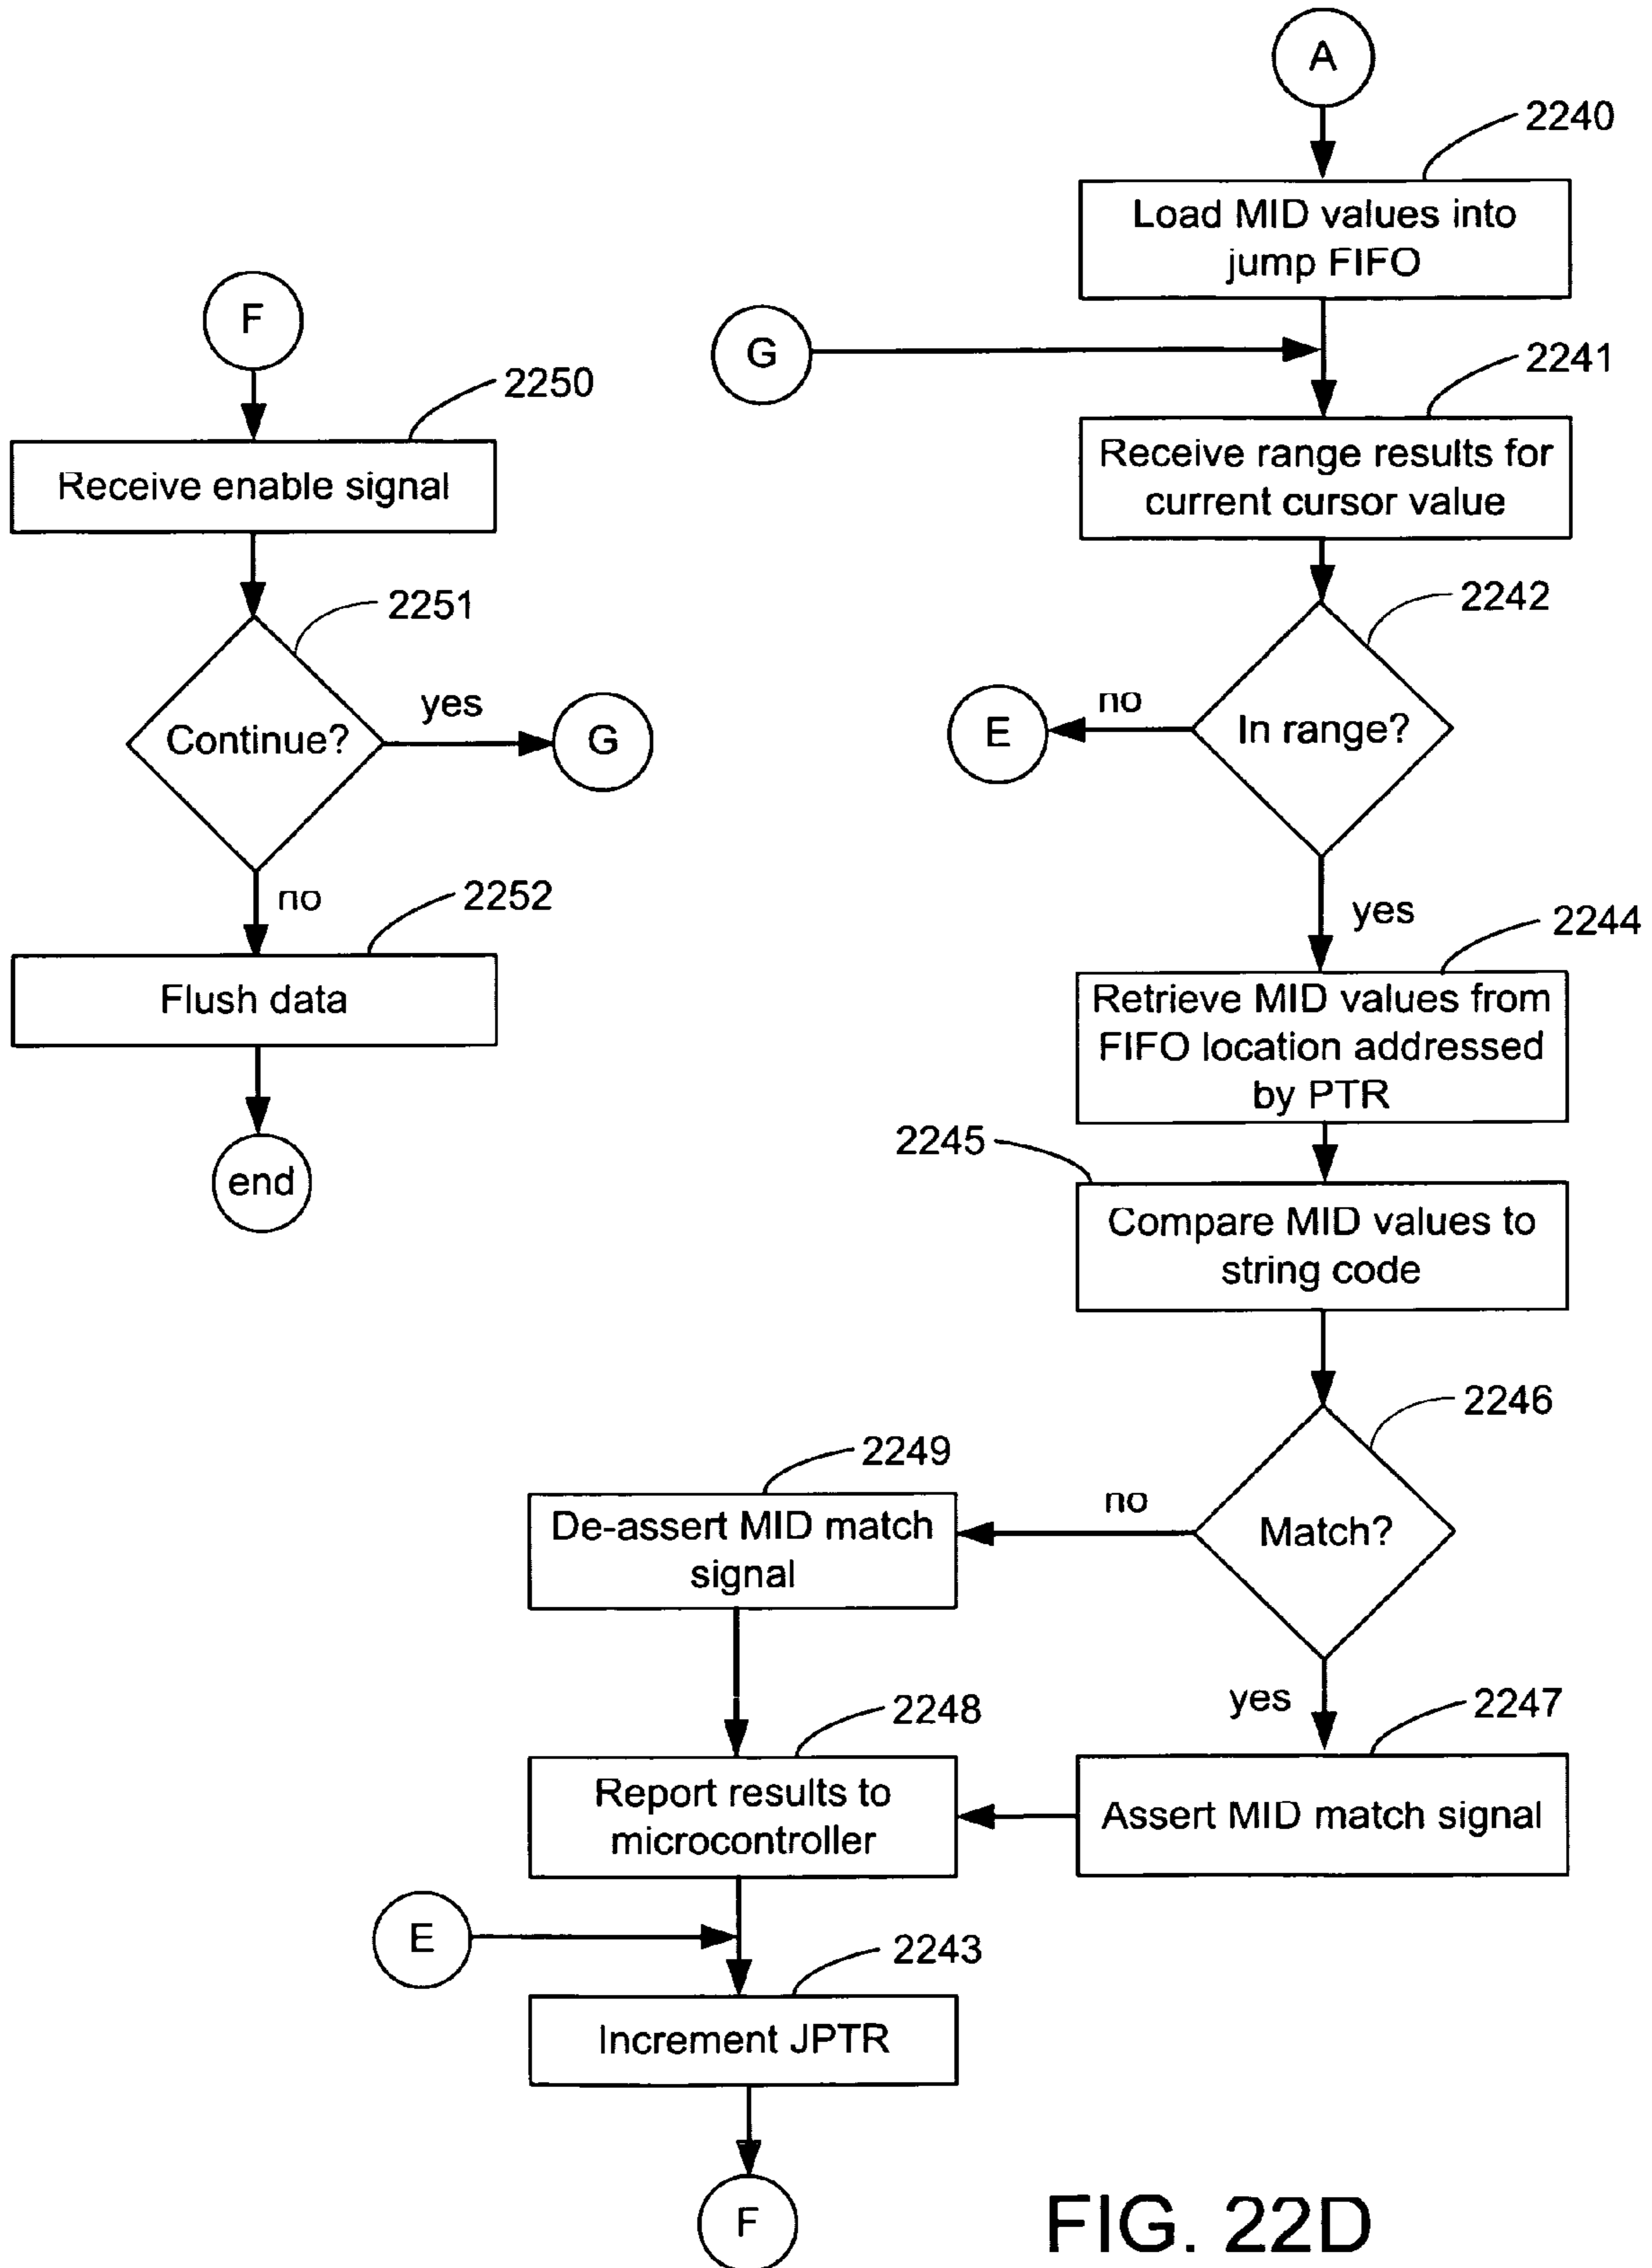 A
2240
Load MID values into
jump FIFO
G
2241
Receive range results for
current cursor value
2242
In range?
no
E
yes
2244
Retrieve MID values from
FIFO location addressed
by PTR
2245
Compare MID values to
string code
2246
Match?
no
2249
De-assert MID match
signal
yes
2247
Assert MID match signal
2248
Report results to
microcontroller
E
2243
Increment JPTR
F
F
2250
Receive enable signal
2251
Continue?
yes
G
no
2252
Flush data
end
FIG. 22D